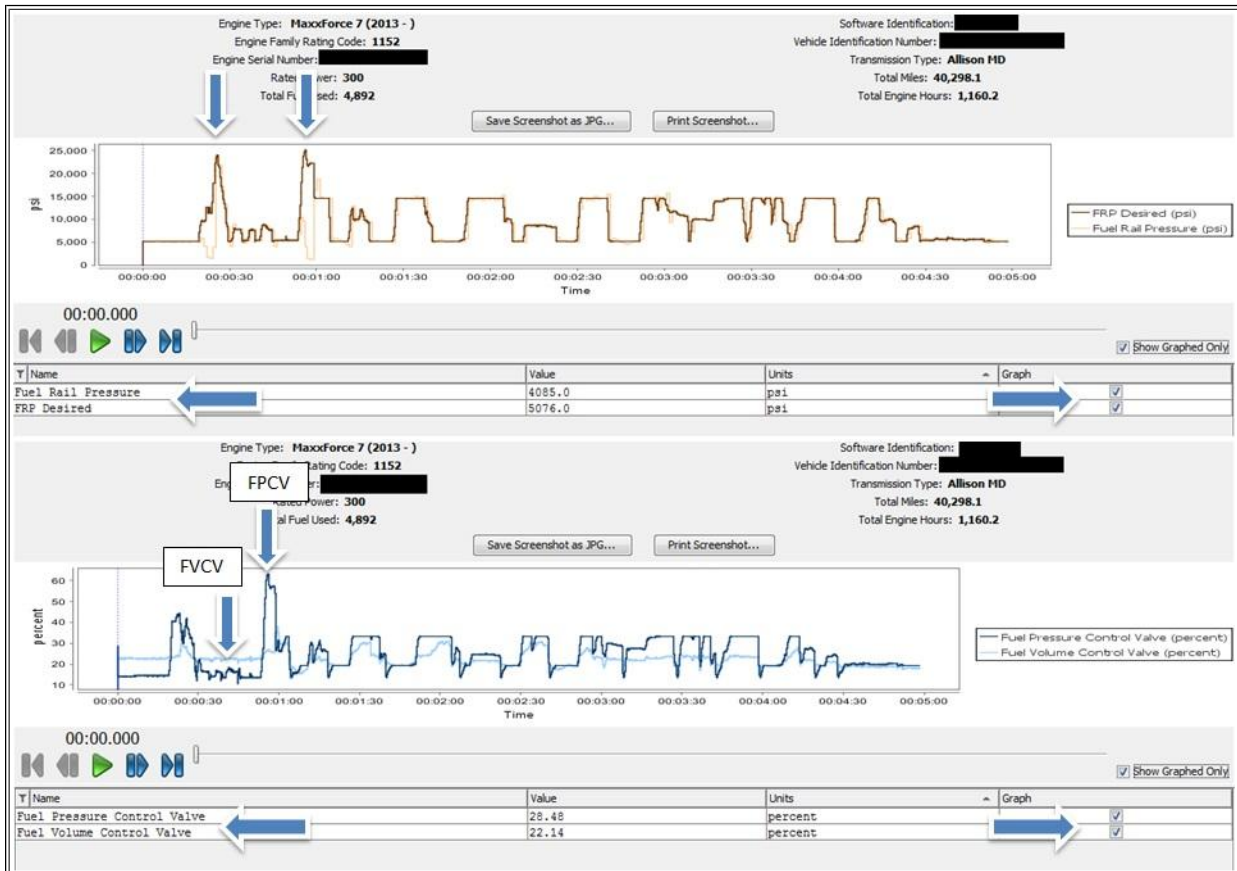 Engine Type: MaxxForce 7 (2013 - )
Software Identification:
Engine Family Rating Code: 1152
Vehicle Identification Number:
Engine Serial Number:
Transmission Type: Allison MD
Rated wer: 300
Total Miles: 40,298.1
Total Fu sed: 4,892
Total Engine Hours: 1,160.2
Save Screenshot as JPG... Print Screenshot...
25,000
20,000
15,000
10,000
5,000
0
psi
FRP Desired (psi)
Fuel Rail Pressure (psi)
00:00:00 00:00:30 00:01:00 00:01:30 00:02:00 00:02:30 00:03:00 00:03:30 00:04:00 00:04:30 00:05:00
Time
00:00.000
Show Graphed Only
T Name Value Units Graph
Fuel Rail Pressure 4085.0 psi
FRP Desired 5076.0 psi
Engine Type: MaxxForce 7 (2013 - )
Software Identification:
Rating Code: 1152
Vehicle Identification Number:
Eng er:
Transmission Type: Allison MD
FPCV
Rated Power: 300
Total Miles: 40,298.1
al Fuel Used: 4,892
Total Engine Hours: 1,160.2
Save Screenshot as JPG... Print Screenshot...
FVCV
60
50
40
30
20
10
percent
Fuel Pressure Control Valve (percent)
Fuel Volume Control Valve (percent)
00:00:00 00:00:30 00:01:00 00:01:30 00:02:00 00:02:30 00:03:00 00:03:30 00:04:00 00:04:30 00:05:00
Time
00:00.000
Show Graphed Only
T Name Value Units Graph
Fuel Pressure Control Valve 28.48 percent
Fuel Volume Control Valve 22.14 percent